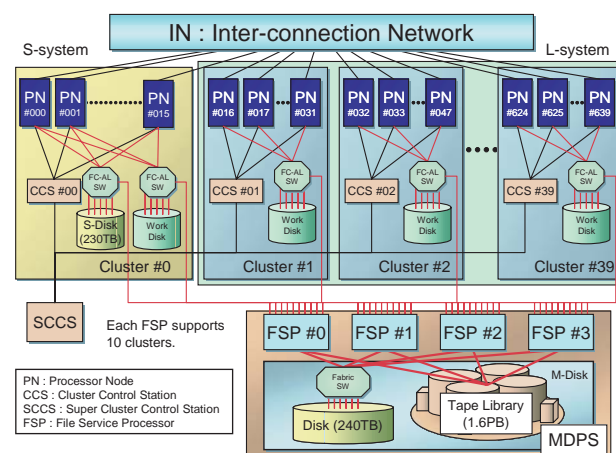 IN : Inter-connection Network
S-system
L-system
PN #000
PN #001
PN #015
PN #016
PN #017
PN #031
PN #032
PN #033
PN #047
PN #624
PN #625
PN #639
CCS #00
FC-AL SW
FC-AL SW
CCS #01
FC-AL SW
CCS #02
FC-AL SW
CCS #39
FC-AL SW
S-Disk
(230TB)
Work Disk
Work Disk
Work Disk
Work Disk
Cluster #0
Cluster #1
Cluster #2
Cluster #39
SCCS
Each FSP supports
10 clusters.
FSP #0
FSP #1
FSP #2
FSP #3
PN : Processor Node
CCS : Cluster Control Station
SCCS : Super Cluster Control Station
FSP : File Service Processor
Fabric SW
M-Disk
Disk (240TB)
Tape Library
(1.6PB)
MDPS